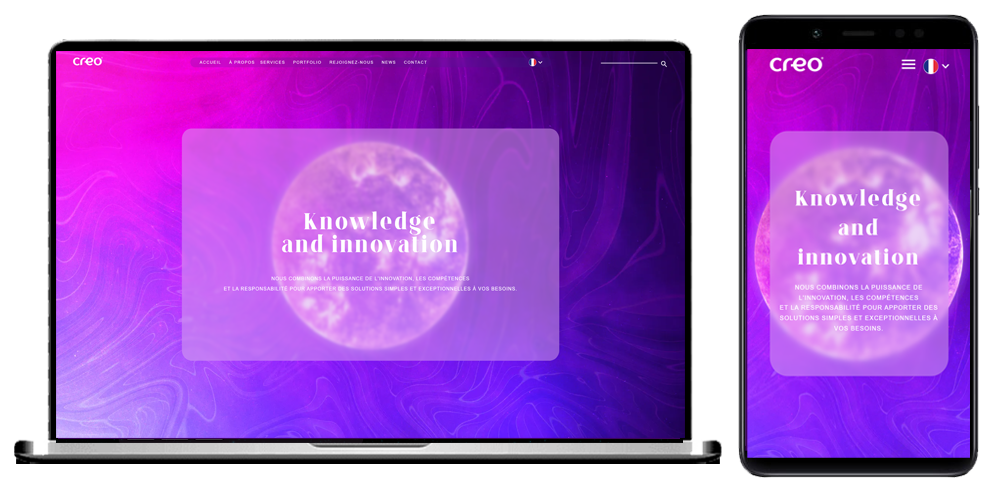 creo
ACCUEIL À PROPOS SERVICES PORTFOLIO REJOIGNEZ-NOUS NEWS CONTACT
Knowledge
and innovation
NOUS COMBINONS LA PUISSANCE DE L'INNOVATION, LES COMPÉTENCES
ET LA RESPONSABILITÉ POUR APPORTER DES SOLUTIONS SIMPLES ET EXCEPTIONNELLES À VOS BESOINS.
creo
Knowledge
and
innovation
NOUS COMBINONS LA PUISSANCE DE
L'INNOVATION, LES COMPÉTENCES
ET LA RESPONSABILITÉ POUR APPORTER DES
SOLUTIONS SIMPLES ET EXCEPTIONNELLES À
VOS BESOINS.